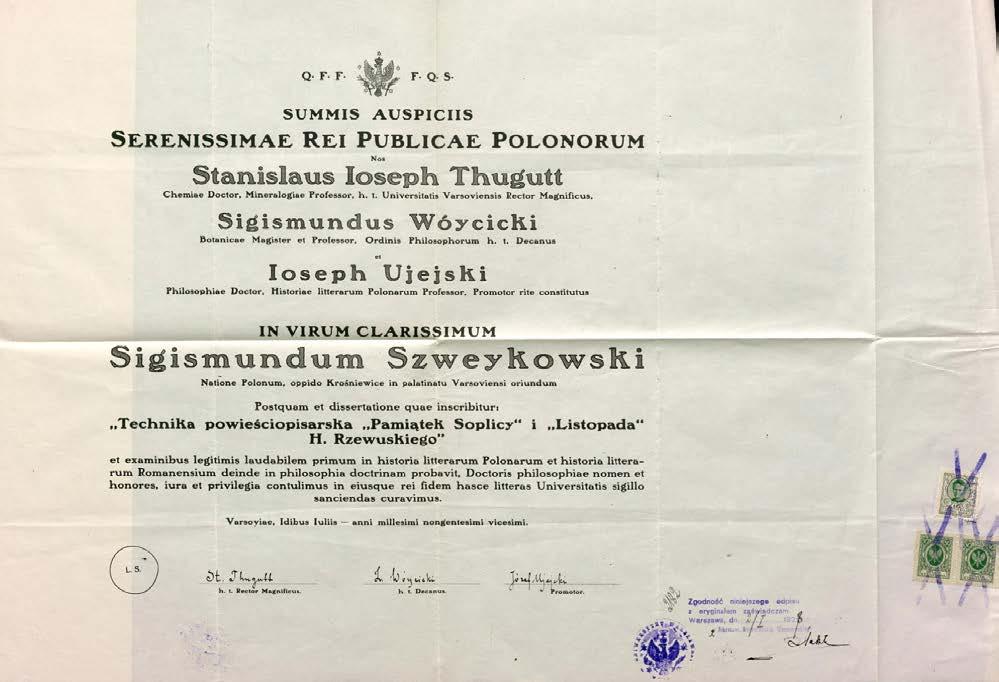 Q. F. F. F. Q. S.
SUMMIS AUSPICIIS
SERENISSIMAE REI PUBLICAE POLONORUM
Nos
Stanislaus Ioseph Thugutt
Chemiae Doctor, Mineralogiae Professor, h. t. Universitatis Varsoviensis Rector Magnificus,
Sigismundus Wóycicki
Botanicae Magister et Professor, Ordinis Philosophorum h. t. Decanus
et
Ioseph Ujejski
Philosophiae Doctor, Historiae litterarum Polonarum Professor, Promotor rite constitutus
IN VIRUM CLARISSIMUM
Sigismundum Szweykowski
Natione Polonum, oppido Krośniewice in palatinatu Varsoviensi oriundum
Postquam et dissertatione quae inscribitur:
„Technika powieściopisarska „Pamiątek Soplicy“ i „Listopada“
H. Rzewuskiego”
et examinibus legitimis laudabilem primum in historia litterarum Polonarum et historia littera-
rum Romanensium deinde in philosophia doctrinam probavit, Doctoris philosophiae nomen et
honores, iura et privilegia contulimus in eiusque rei fidem hasce litteras Universitatis sigillo
sanciendas curavimus.
Varsoviae, Idibus Iuliis — anni millesimi nongentesimi vicesimi.
L. S.
St. Thugutt Z. Wóycicki Józef Ujejski
h. t. Rector Magnificus. h. t. Decanus. Promotor.
Zgodność niniejszego odpisu
z oryginałem zaświadczam
Warszawa, dn. 1928